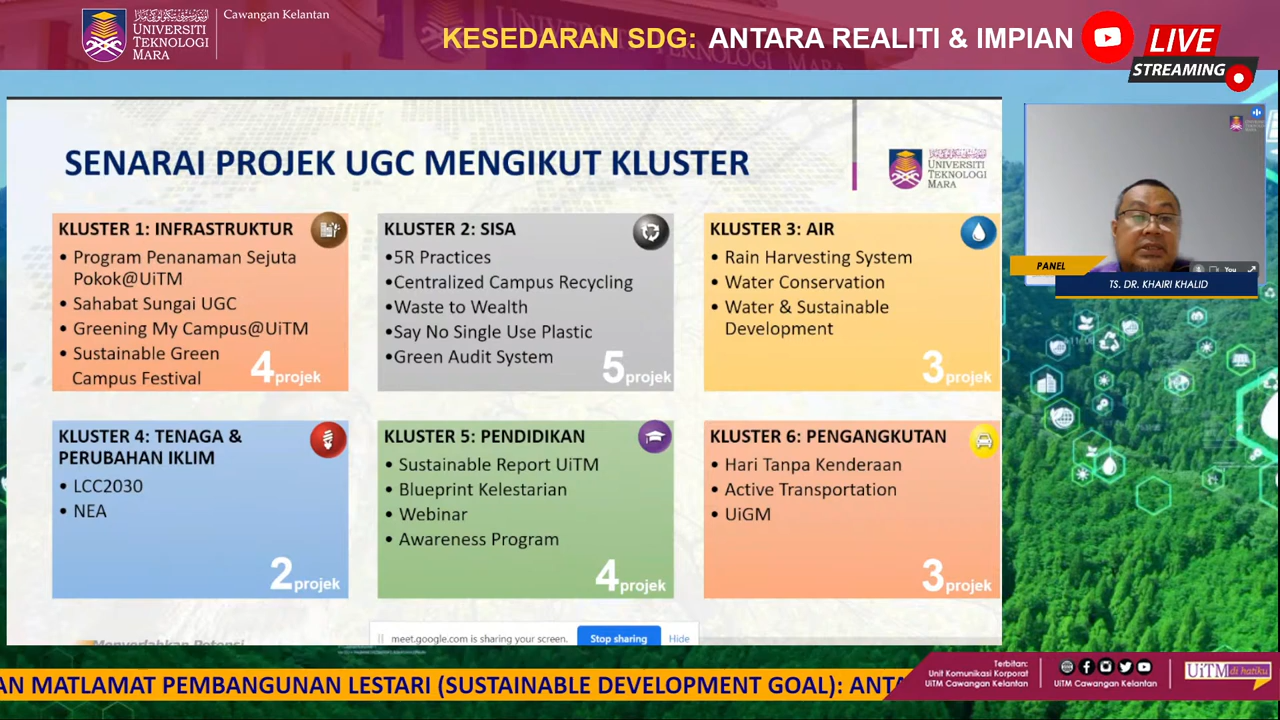 UNIVERSITI
TEKNOLOGI
MARA
Cawangan Kelantan
KESEDARAN SDG: ANTARA REALITI & IMPIAN
LIVE
STREAMING
SENARAI PROJEK UGC MENGIKUT KLUSTER
UNIVERSITI
TEKNOLOGI
MARA
KLUSTER 1: INFRASTRUKTUR
• Program Penanaman Sejuta
Pokok@UiTM
• Sahabat Sungai UGC
• Greening My Campus@UiTM
• Sustainable Green
Campus Festival
4 projek
KLUSTER 2: SISA
•5R Practices
•Centralized Campus Recycling
•Waste to Wealth
•Say No Single Use Plastic
•Green Audit System
5 projek
KLUSTER 3: AIR
• Rain Harvesting System
• Water Conservation
• Water & Sustainable
Development
3 projek
KLUSTER 4: TENAGA &
PERUBAHAN IKLIM
• LCC2030
• NEA
2 projek
KLUSTER 5: PENDIDIKAN
• Sustainable Report UiTM
• Blueprint Kelestarian
• Webinar
• Awareness Program
4 projek
KLUSTER 6: PENGANGKUTAN
• Hari Tanpa Kenderaan
• Active Transportation
• UiGM
3 projek
You
PANEL
TS. DR. KHAIRI KHALID
meet.google.com is sharing your screen.
Stop sharing
Hide
AN MATLAMAT PEMBANGUNAN LESTARI (SUSTAINABLE DEVELOPMENT GOAL): ANTA
Terbitan:
Unit Komunikasi Korporat
UiTM Cawangan Kelantan
UiTM Cawangan Kelantan
UiTM di hatiku